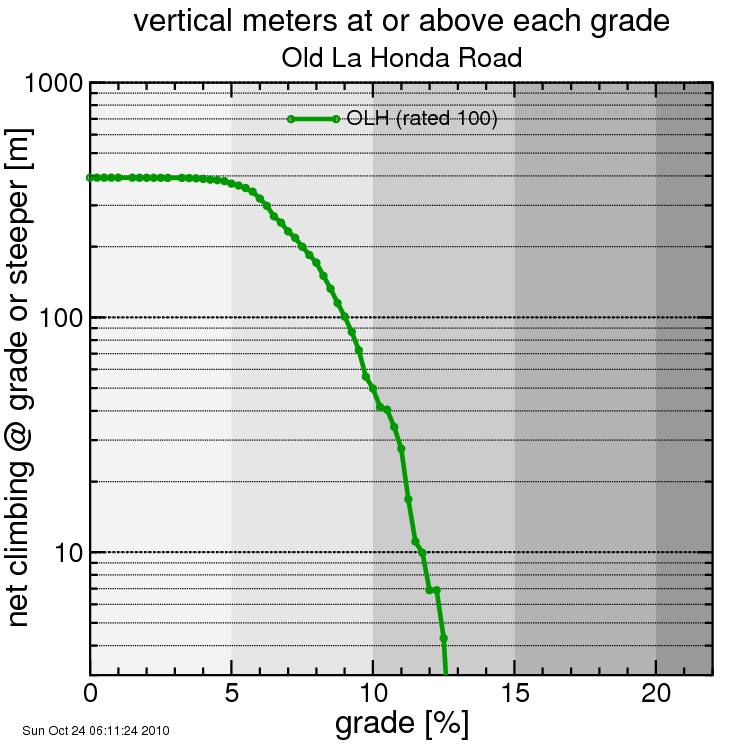 vertical meters at or above each grade
Old La Honda Road
OLH (rated 100)
net climbing @ grade or steeper [m]
1000
100
10
0 5 10 15 20
grade [%]
Sun Oct 24 06:11:24 2010